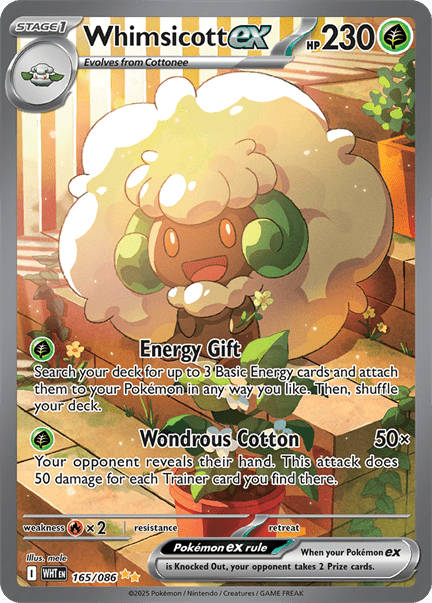 STAGE1 Whimsicott ex HP 230
Evolves from Cottonee
Energy Gift
Search your deck for up to 3 Basic Energy cards and attach
them to your Pokémon in any way you like. Then, shuffle
your deck.
Wondrous Cotton 50×
Your opponent reveals their hand. This attack does
50 damage for each Trainer card you find there.
weakness ×2 resistance retreat
Illus. mele
Pokémon ex rule When your Pokémon ex
is Knocked Out, your opponent takes 2 Prize cards.
I WHT EN 165/086
©2025 Pokémon / Nintendo / Creatures / GAME FREAK